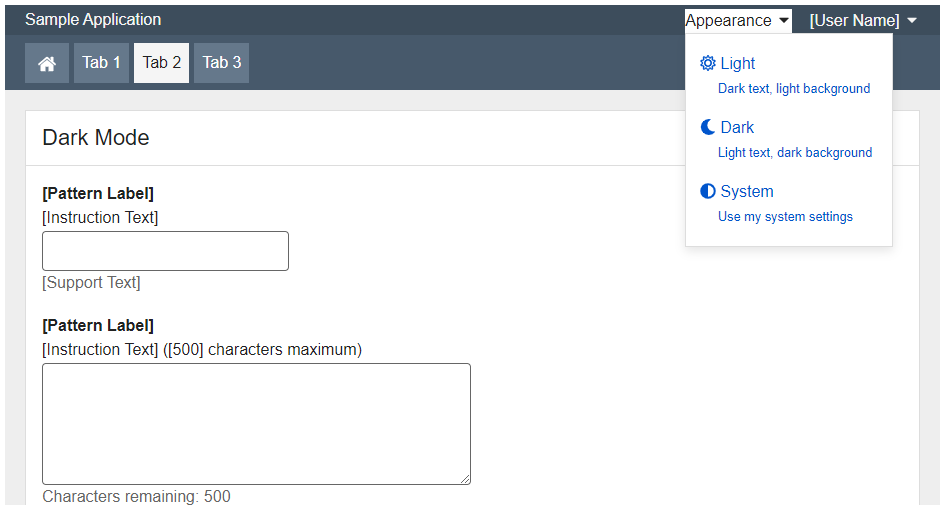 Sample Application
Appearance
[User Name]
Tab 1
Tab 2
Tab 3
Light
Dark text, light background
Dark
Light text, dark background
System
Use my system settings
Dark Mode
[Pattern Label]
[Instruction Text]
[Support Text]
[Pattern Label]
[Instruction Text] ([500] characters maximum)
Characters remaining: 500